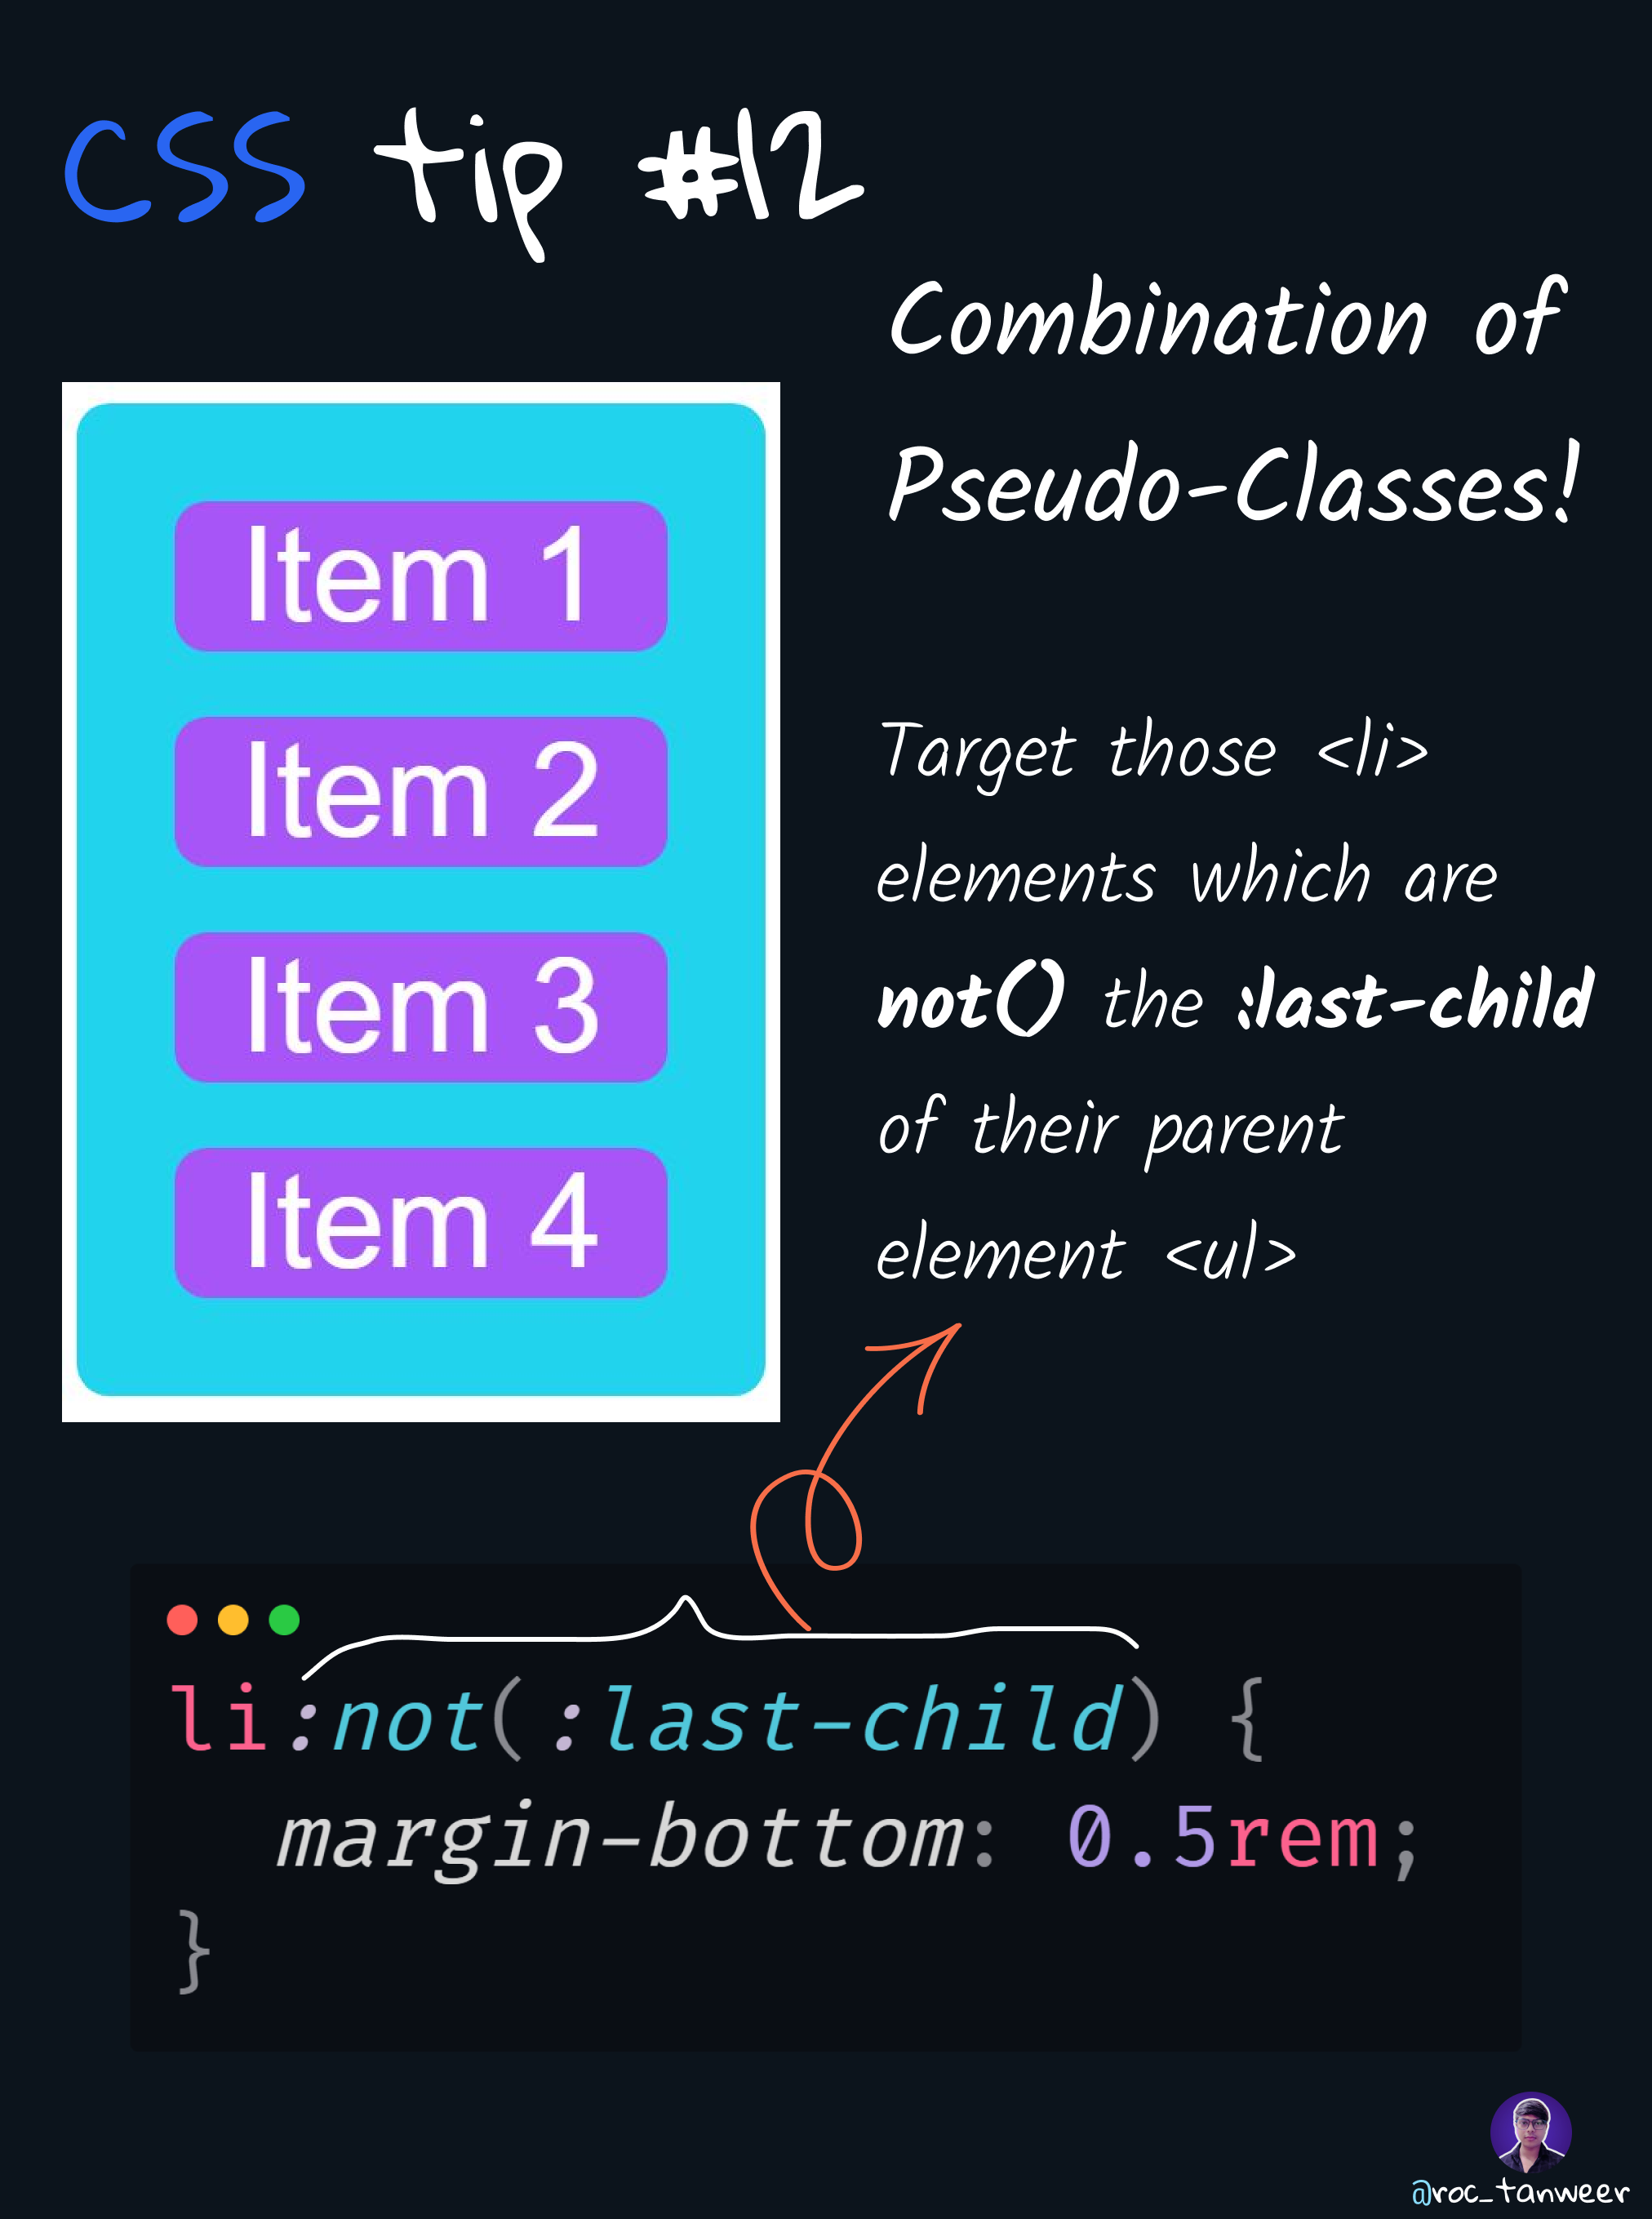 CSS tip #12
Combination of
Pseudo-Classes!
Item 1
Item 2
Item 3
Item 4
Target those <li>
elements which are
not() the :last-child
of their parent
element <ul>
li:not(:last-child) {
  margin-bottom: 0.5rem;
}
@roc_tanweer